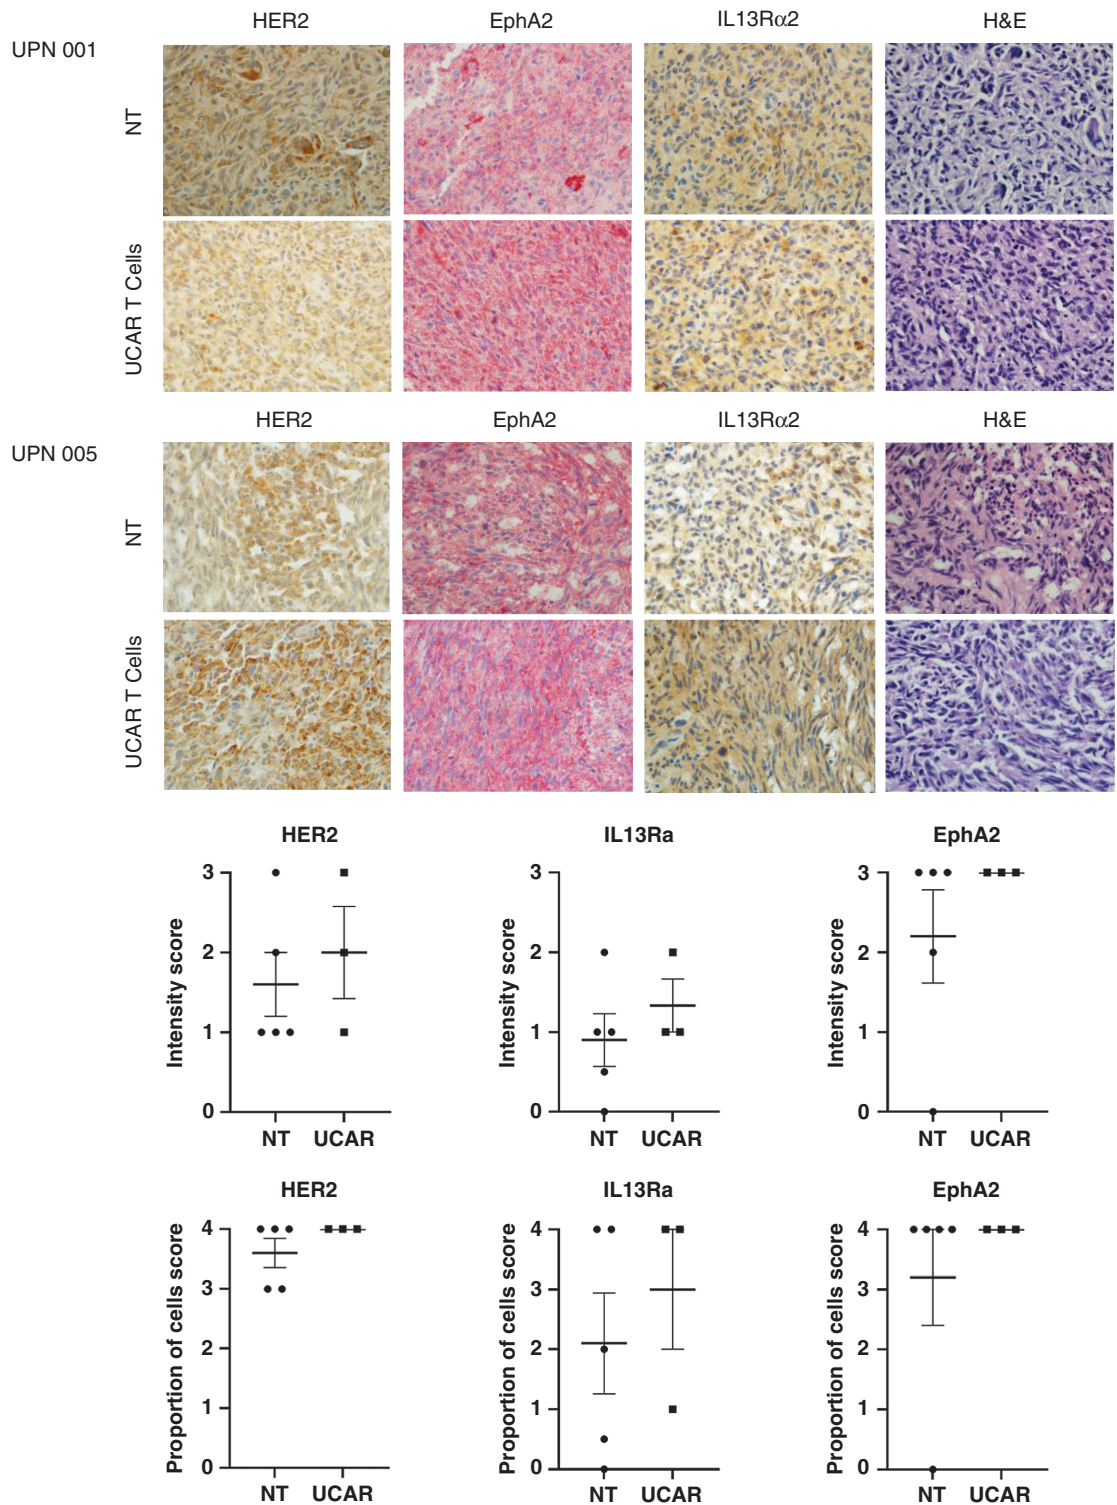 HER2 EphA2 IL13Rα2 H&E
UPN 001
NT
UCAR T Cells
HER2 EphA2 IL13Rα2 H&E
UPN 005
NT
UCAR T Cells
HER2
Intensity score
3
2
1
0
NT UCAR
IL13Ra
Intensity score
3
2
1
0
NT UCAR
EphA2
Intensity score
3
2
1
0
NT UCAR
HER2
Proportion of cells score
4
3
2
1
0
NT UCAR
IL13Ra
Proportion of cells score
4
3
2
1
0
NT UCAR
EphA2
Proportion of cells score
4
3
2
1
0
NT UCAR